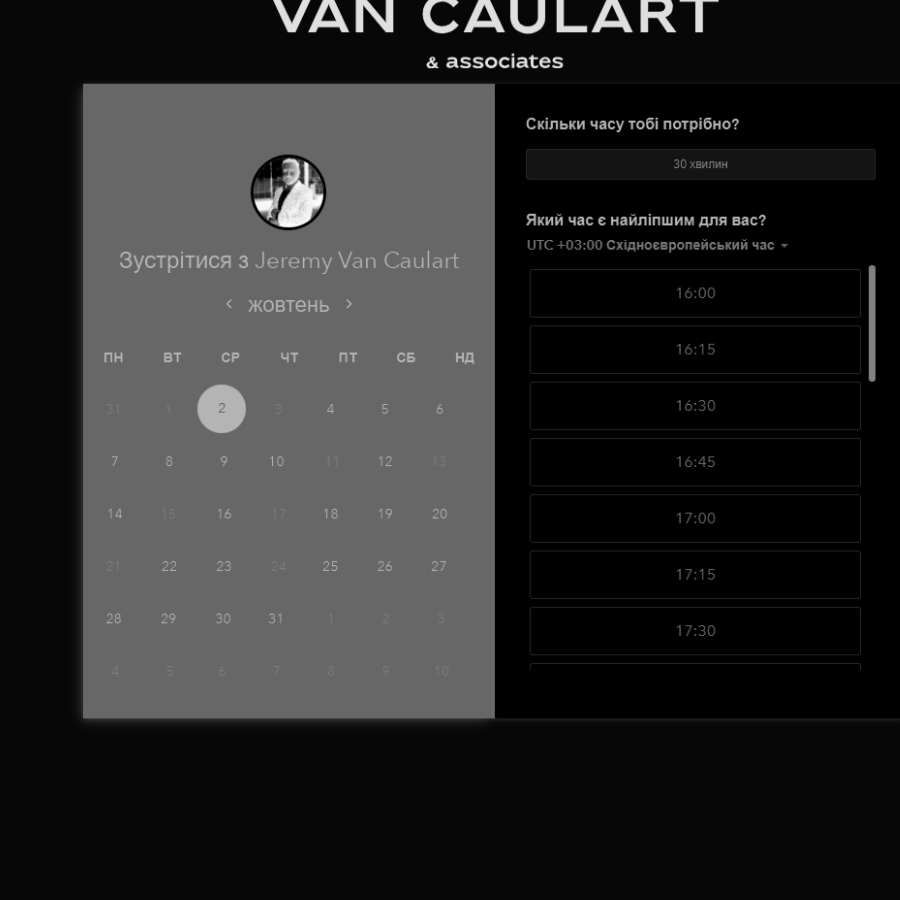 VAN CAULART
& associates
Зустрітися з Jeremy Van Caulart
жовтень
ПН ВТ СР ЧТ ПТ СБ НД
31 1 2 3 4 5 6
7 8 9 10 11 12 13
14 15 16 17 18 19 20
21 22 23 24 25 26 27
28 29 30 31 1 2 3
4 5 6 7 8 9 10
Скільки часу тобі потрібно?
30 хвилин
Який час є найліпшим для вас?
UTC +03:00 Східноєвропейський час
16:00
16:15
16:30
16:45
17:00
17:15
17:30